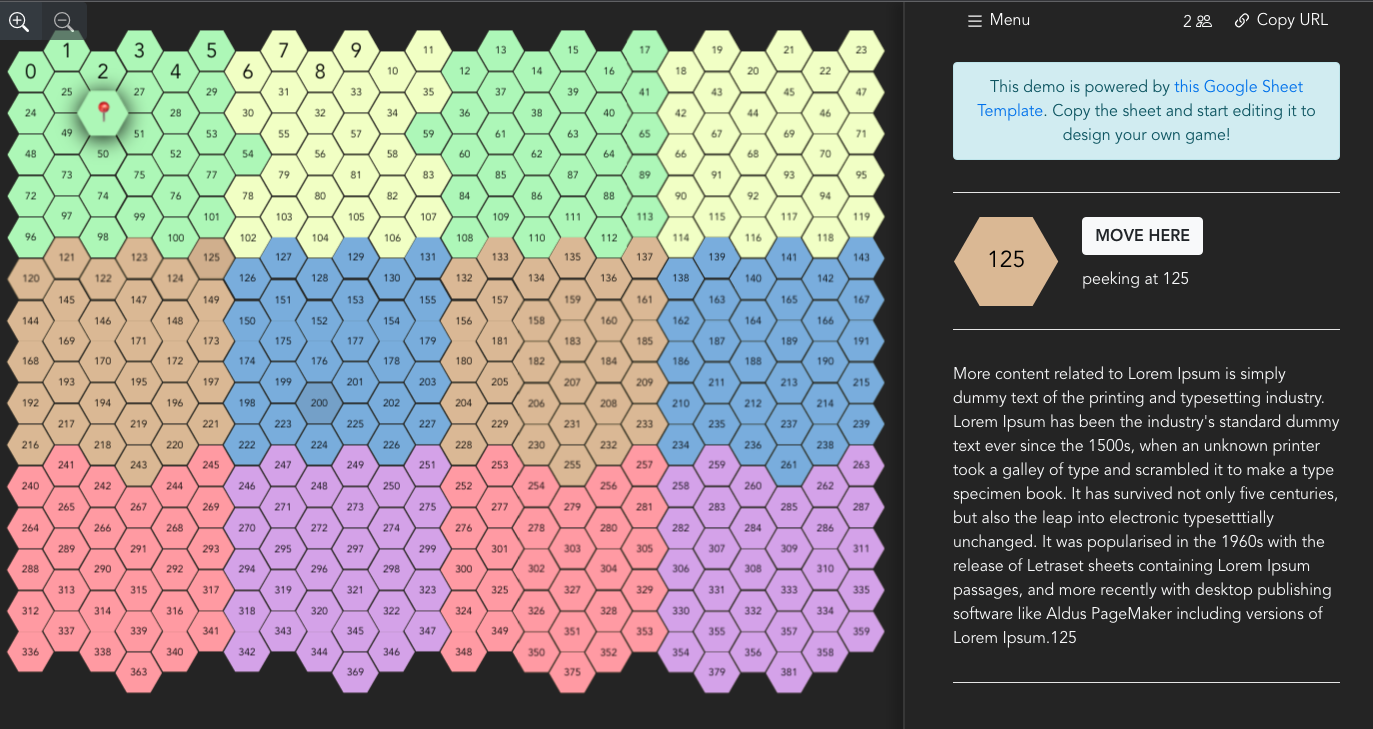 Menu
2
Copy URL
1 3 5 7 9 11 13 15 17 19 21 23
0 2 4 6 8 10 12 14 16 18 20 22
25 27 29 31 33 35 37 39 41 43 45 47
24 28 30 32 34 36 38 40 42 44 46
49 51 53 55 57 59 61 63 65 67 69 71
48 50 52 54 56 58 60 62 64 66 68 70
73 75 77 79 81 83 85 87 89 91 93 95
72 74 76 78 80 82 84 86 88 90 92 94
97 99 101 103 105 107 109 111 113 115 117 119
96 98 100 102 104 106 108 110 112 114 116 118
121 123 125 127 129 131 133 135 137 139 141 143
120 122 124 126 128 130 132 134 136 138 140 142
145 147 149 151 153 155 157 159 161 163 165 167
144 146 148 150 152 154 156 158 160 162 164 166
169 171 173 175 177 179 181 183 185 187 189 191
168 170 172 174 176 178 180 182 184 186 188 190
193 195 197 199 201 203 205 207 209 211 213 215
192 194 196 198 200 202 204 206 208 210 212 214
217 219 221 223 225 227 229 231 233 235 237 239
216 218 220 222 224 226 228 230 232 234 236 238
241 243 245 247 249 251 253 255 257 259 261 263
240 242 244 246 248 250 252 254 256 258 260 262
265 267 269 271 273 275 277 279 281 283 285 287
264 266 268 270 272 274 276 278 280 282 284 286
289 291 293 295 297 299 301 303 305 307 309 311
288 290 292 294 296 298 300 302 304 306 308 310
313 315 317 319 321 323 325 327 329 331 333 335
312 314 316 318 320 322 324 326 328 330 332 334
337 339 341 343 345 347 349 351 353 355 357 359
336 338 340 342 344 346 348 350 352 354 356 358
363 369 375 379 381
This demo is powered by this Google Sheet
Template. Copy the sheet and start editing it to
design your own game!
125
MOVE HERE
peeking at 125
More content related to Lorem Ipsum is simply
dummy text of the printing and typesetting industry.
Lorem Ipsum has been the industry's standard dummy
text ever since the 1500s, when an unknown printer
took a galley of type and scrambled it to make a type
specimen book. It has survived not only five centuries,
but also the leap into electronic typesetttially
unchanged. It was popularised in the 1960s with the
release of Letraset sheets containing Lorem Ipsum
passages, and more recently with desktop publishing
software like Aldus PageMaker including versions of
Lorem Ipsum.125